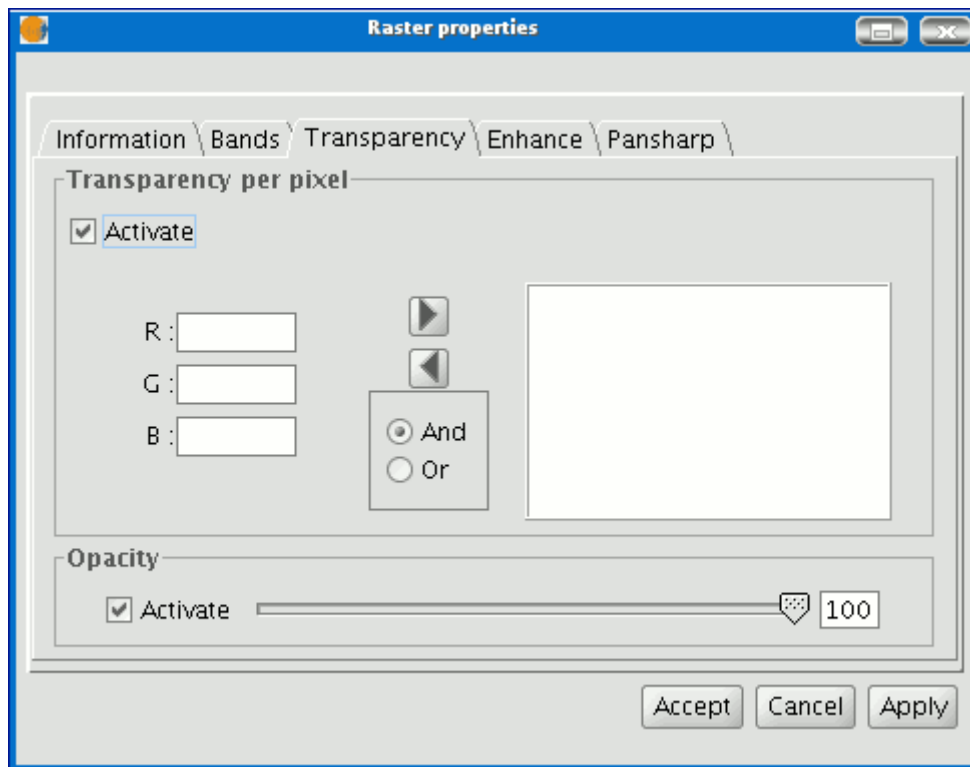 Raster properties
Information Bands Transparency Enhance Pansharp
Transparency per pixel
Activate
R :
G :
B :
And
Or
Opacity
Activate 100
Accept Cancel Apply